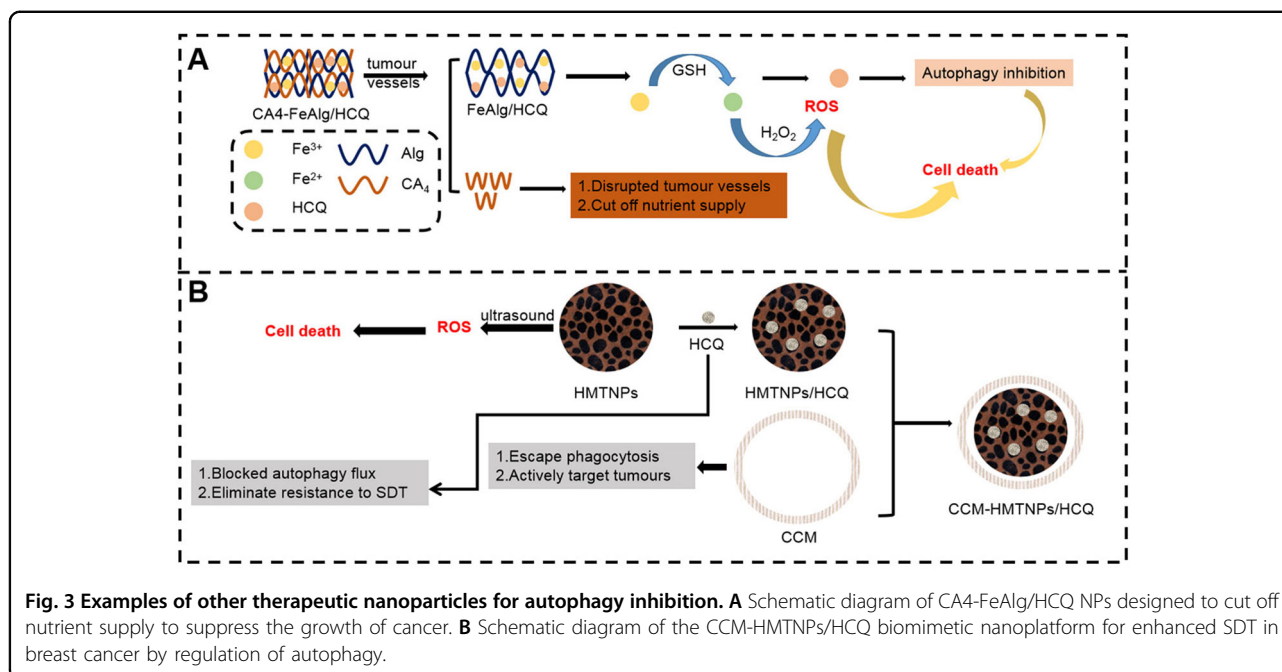 A
CA4-FeAlg/HCQ
tumour
vessels
FeAlg/HCQ
GSH
H₂O₂
ROS
Autophagy inhibition
Cell death
Fe³⁺
Alg
Fe²⁺
CA₄
HCQ
1.Disrupted tumour vessels
2.Cut off nutrient supply
B
Cell death
ROS
ultrasound
HMTNPs
HCQ
HMTNPs/HCQ
1.Blocked autophagy flux
2.Eliminate resistance to SDT
1.Escape phagocytosis
2.Actively target tumours
CCM
CCM-HMTNPs/HCQ
Fig. 3 Examples of other therapeutic nanoparticles for autophagy inhibition. A Schematic diagram of CA4-FeAlg/HCQ NPs designed to cut off
nutrient supply to suppress the growth of cancer. B Schematic diagram of the CCM-HMTNPs/HCQ biomimetic nanoplatform for enhanced SDT in
breast cancer by regulation of autophagy.